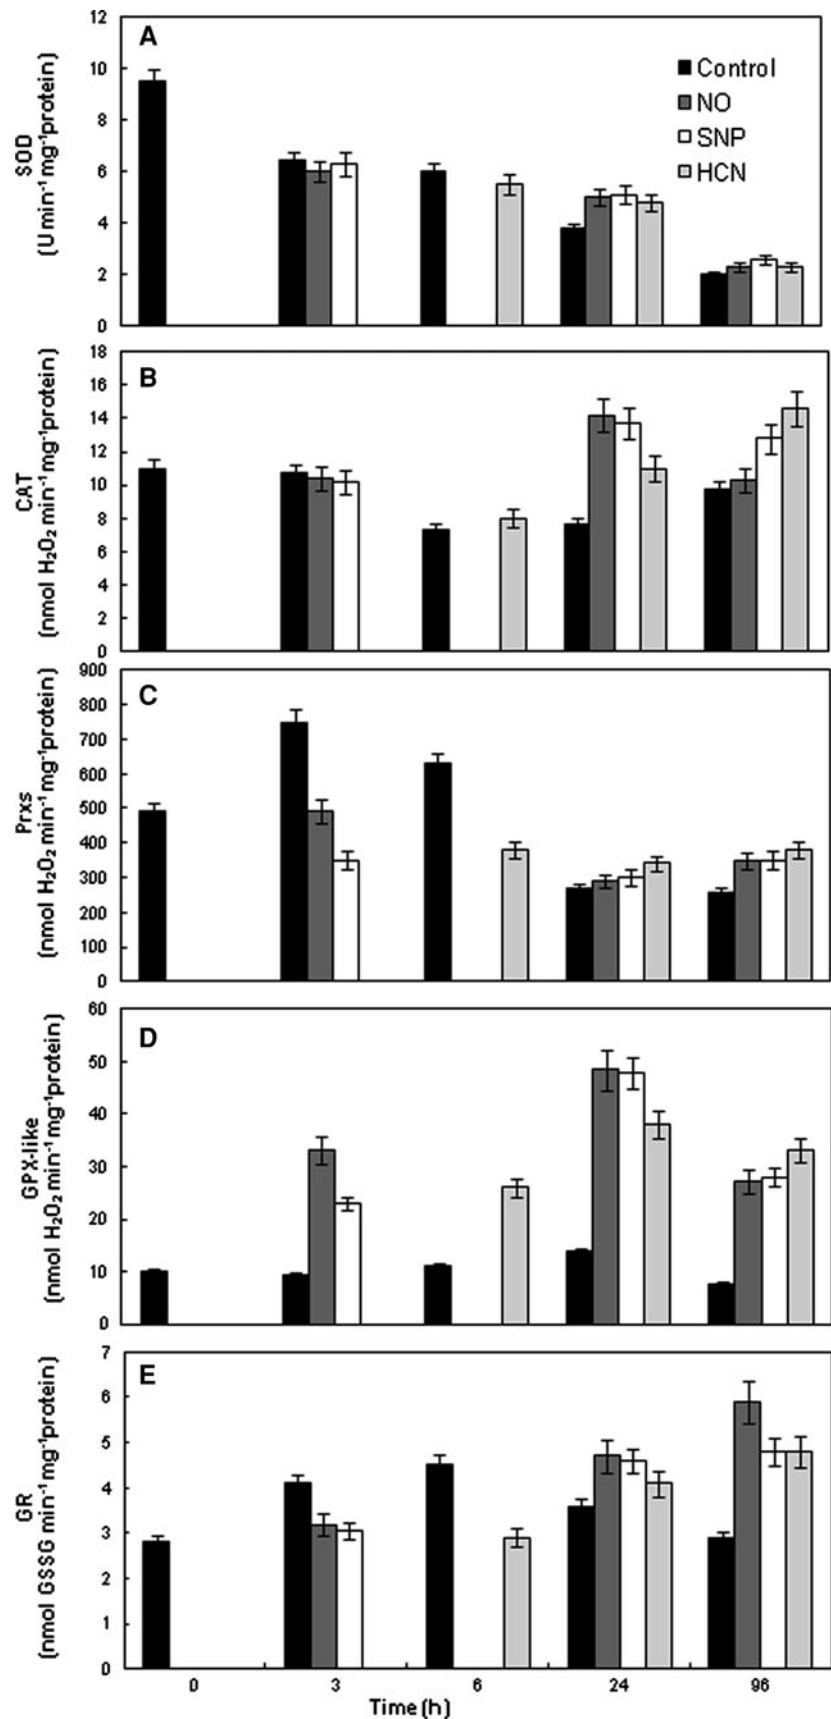 A
SOD
(U min⁻¹ mg⁻¹protein)
12
10
8
6
4
2
0
Control
NO
SNP
HCN
B
CAT
(nmol H₂O₂ min⁻¹ mg⁻¹protein)
18
16
14
12
10
8
6
4
2
0
C
Prxs
(nmol H₂O₂ min⁻¹ mg⁻¹protein)
900
800
700
600
500
400
300
200
100
0
D
GPX-like
(nmol H₂O₂ min⁻¹ mg⁻¹protein)
60
50
40
30
20
10
0
E
GR
(nmol GSSG min⁻¹ mg⁻¹protein)
7
6
5
4
3
2
1
0
0 3 6 24 96
Time (h)